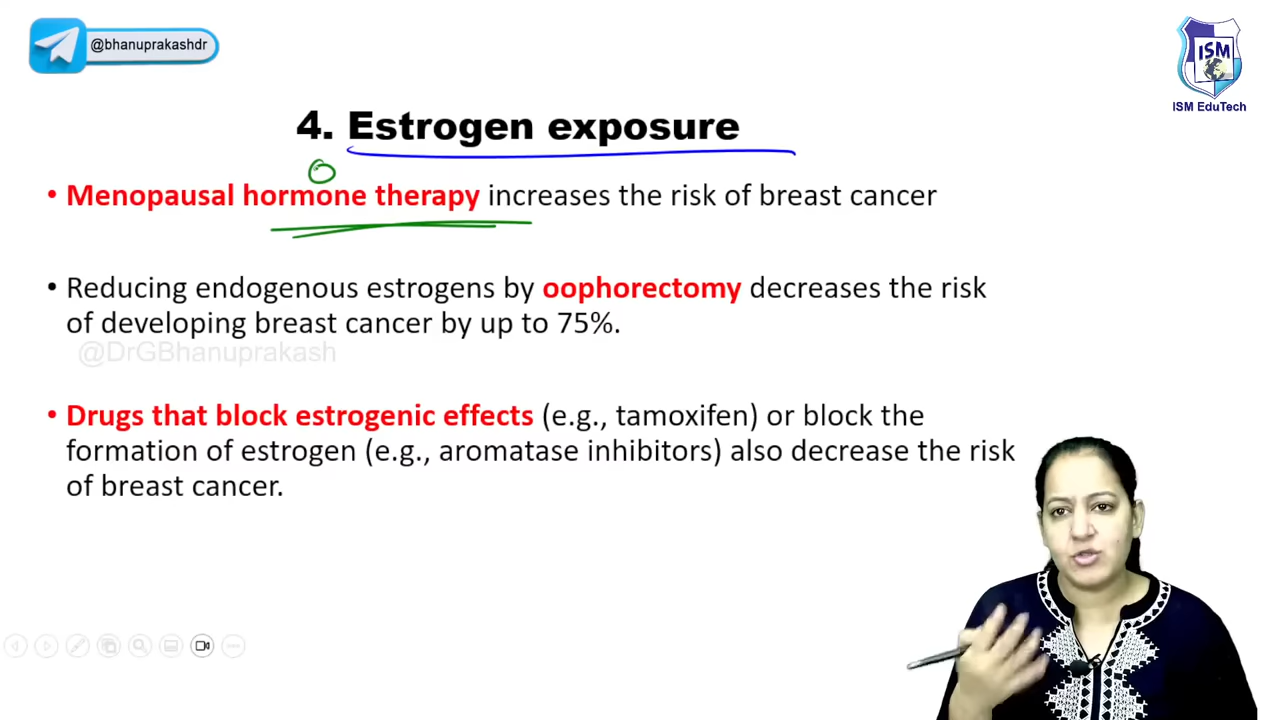 @bhanuprakashdr
ISM
ISM EduTech
4. Estrogen exposure
• Menopausal hormone therapy increases the risk of breast cancer
• Reducing endogenous estrogens by oophorectomy decreases the risk
of developing breast cancer by up to 75%.
@DrGBhanuprakash
• Drugs that block estrogenic effects (e.g., tamoxifen) or block the
formation of estrogen (e.g., aromatase inhibitors) also decrease the risk
of breast cancer.